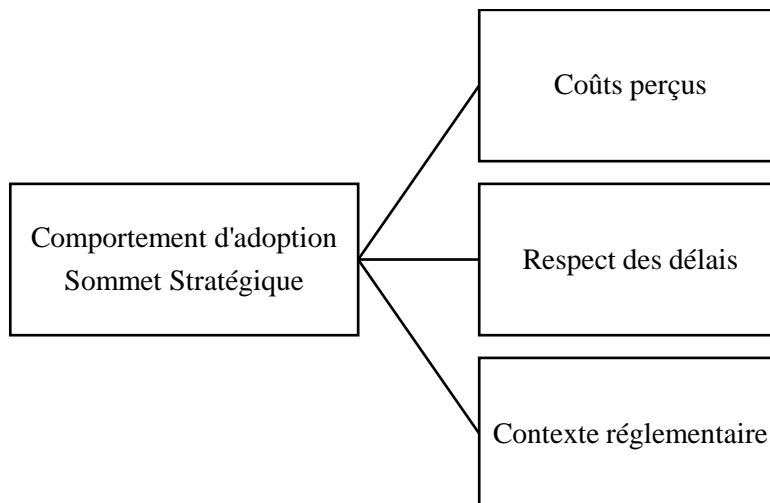 Coûts perçus
Comportement d'adoption
Sommet Stratégique
Respect des délais
Contexte réglementaire